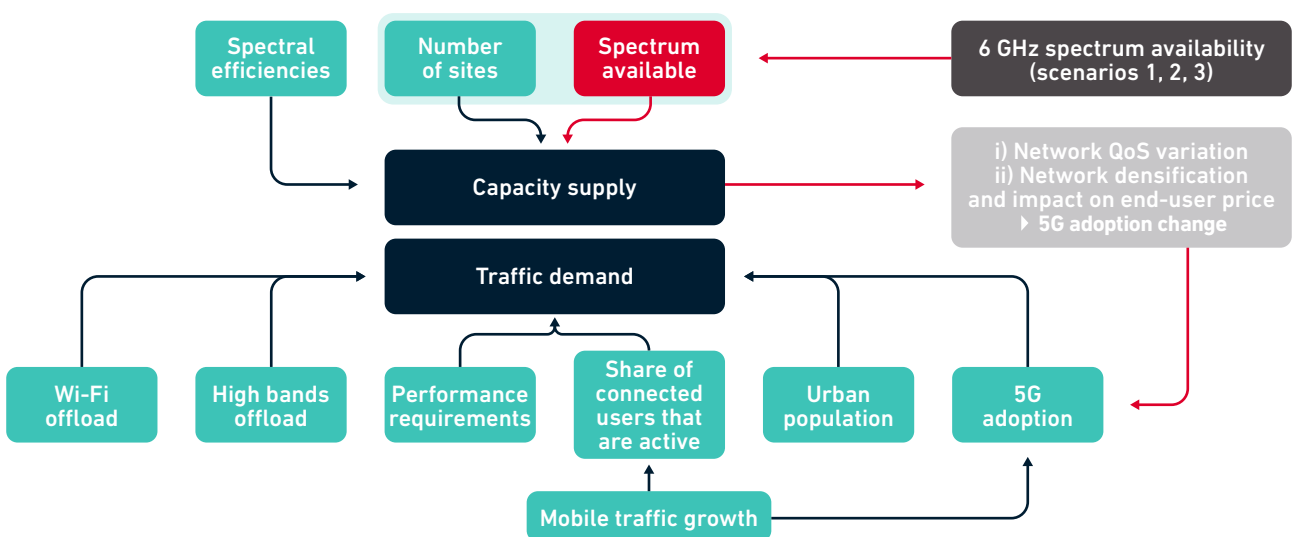 Spectral
efficiencies
Number
of sites
Spectrum
available
6 GHz spectrum availability
(scenarios 1, 2, 3)
Capacity supply
i) Network QoS variation
ii) Network densification
and impact on end-user price
▶ 5G adoption change
Traffic demand
Wi-Fi
offload
High bands
offload
Performance
requirements
Share of
connected
users that
are active
Urban
population
5G
adoption
Mobile traffic growth